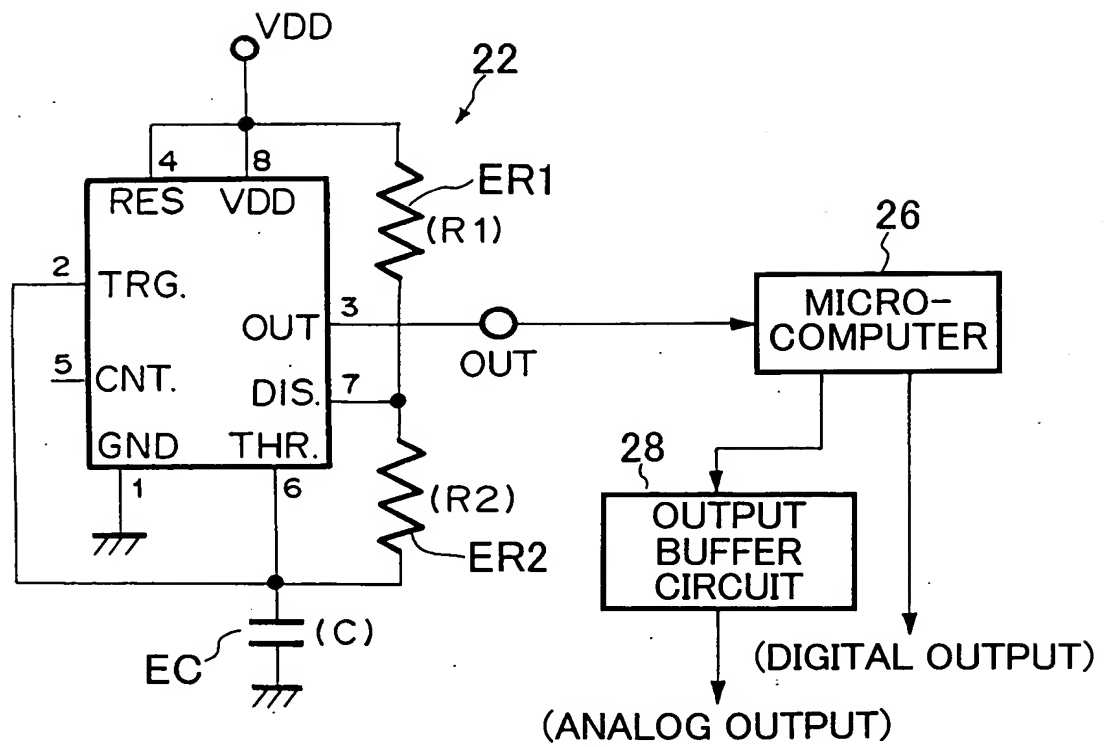 VDD
22
4
8
RES
VDD
ER1
(R1)
26
2
TRG.
MICRO-
COMPUTER
3
OUT
OUT
5
CNT.
7
DIS.
GND
THR.
1
6
28
(R2)
ER2
OUTPUT
BUFFER
CIRCUIT
(C)
EC
(DIGITAL OUTPUT)
(ANALOG OUTPUT)